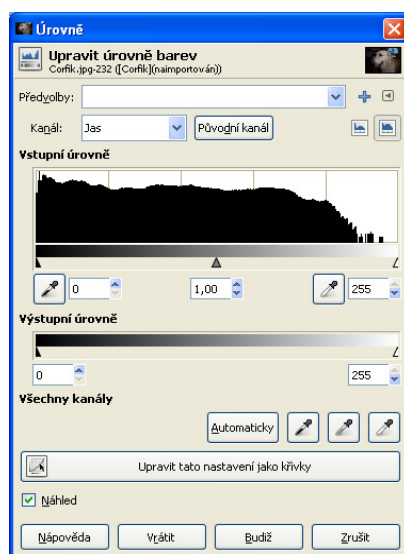 Úrovně
Upravit úrovně barev
Corfik.jpg-232 ([Corfik](naimportován))
Předvolby:
Kanál: Jas Původní kanál
Vstupní úrovně
0 1,00 255
Výstupní úrovně
0 255
Všechny kanály
Automaticky
Upravit tato nastavení jako křivky
Náhled
Nápověda Vrátit Budiž Zrušit